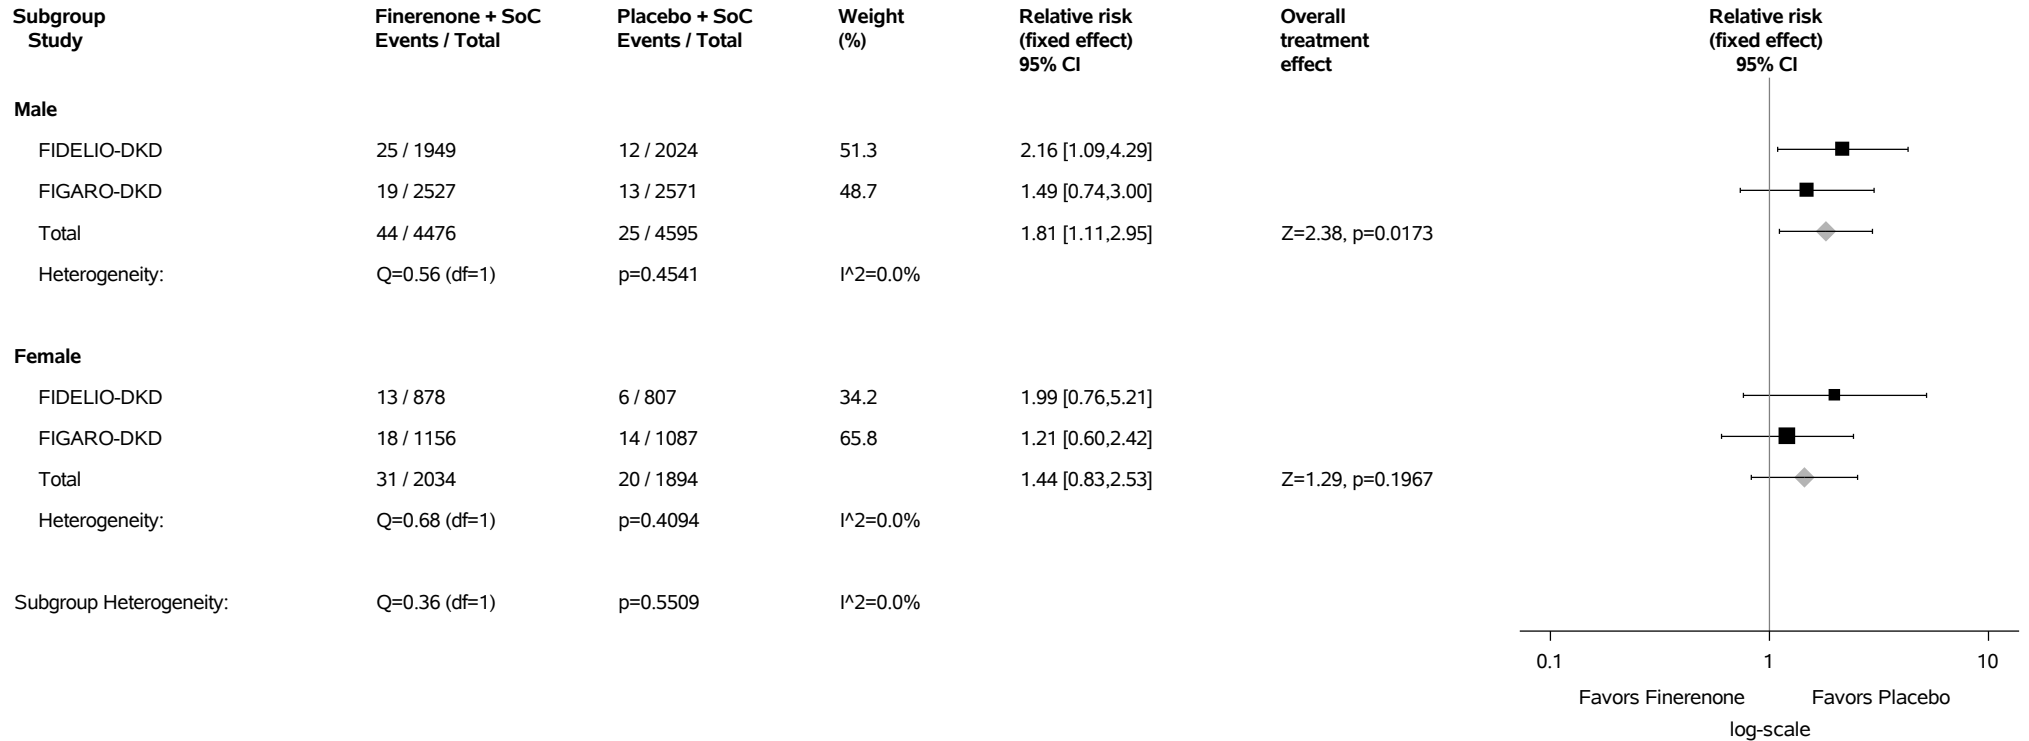 Subgroup Finerenone + SoC Placebo + SoC Weight Relative risk Overall Relative risk
Study Events / Total Events / Total (%) (fixed effect) treatment (fixed effect)
95% CI effect 95% CI
Male
FIDELIO-DKD 25 / 1949 12 / 2024 51.3 2.16 [1.09,4.29]
FIGARO-DKD 19 / 2527 13 / 2571 48.7 1.49 [0.74,3.00]
Total 44 / 4476 25 / 4595 1.81 [1.11,2.95] Z=2.38, p=0.0173
Heterogeneity: Q=0.56 (df=1) p=0.4541 I^2=0.0%
Female
FIDELIO-DKD 13 / 878 6 / 807 34.2 1.99 [0.76,5.21]
FIGARO-DKD 18 / 1156 14 / 1087 65.8 1.21 [0.60,2.42]
Total 31 / 2034 20 / 1894 1.44 [0.83,2.53] Z=1.29, p=0.1967
Heterogeneity: Q=0.68 (df=1) p=0.4094 I^2=0.0%
Subgroup Heterogeneity: Q=0.36 (df=1) p=0.5509 I^2=0.0%
0.1 1 10
Favors Finerenone Favors Placebo
log-scale